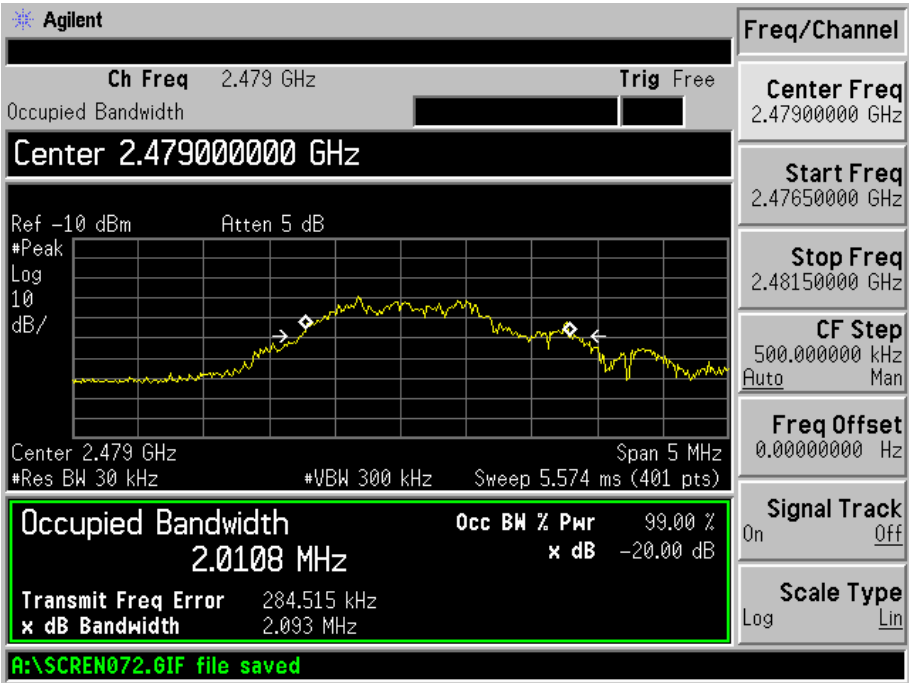 Agilent
Ch Freq 2.479 GHz Trig Free
Occupied Bandwidth
Center 2.479000000 GHz
Ref -10 dBm Atten 5 dB
#Peak
Log
10
dB/
Center 2.479 GHz Span 5 MHz
#Res BW 30 kHz #VBW 300 kHz Sweep 5.574 ms (401 pts)
Occupied Bandwidth
2.0108 MHz
Occ BW % Pwr 99.00 %
x dB -20.00 dB
Transmit Freq Error 284.515 kHz
x dB Bandwidth 2.093 MHz
A:\SCREN072.GIF file saved
Freq/Channel
Center Freq
2.47900000 GHz
Start Freq
2.47650000 GHz
Stop Freq
2.48150000 GHz
CF Step
500.000000 kHz
Auto Man
Freq Offset
0.00000000 Hz
Signal Track
On Off
Scale Type
Log Lin